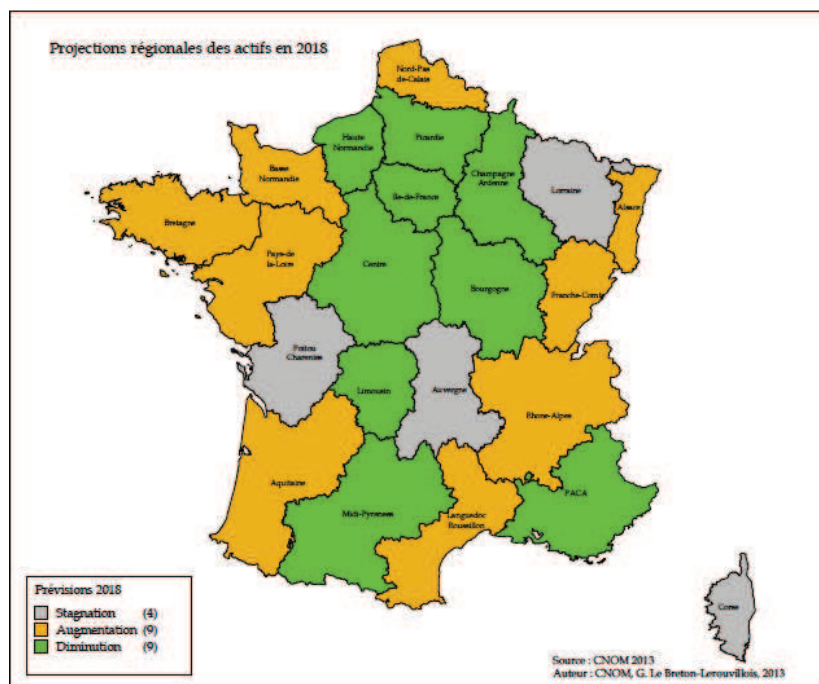 Projections régionales des actifs en 2018
Nord-Pas
de-Calais
Haute
Normandie
Picardie
Champagne
Ardenne
Lorraine
Alsace
Basse
Normandie
Ile-de-France
Bretagne
Pays-de
la-Loire
Centre
Bourgogne
Franche-Comté
Poitou
Charentes
Limousin
Auvergne
Rhone-Alpes
Aquitaine
Midi-Pyrenees
Languedoc
Roussillon
PACA
Corse
Prévisions 2018
Stagnation (4)
Augmentation (9)
Diminution (9)
Source : CNOM 2013
Auteur : CNOM, G. Le Breton-Lerouvillois, 2013